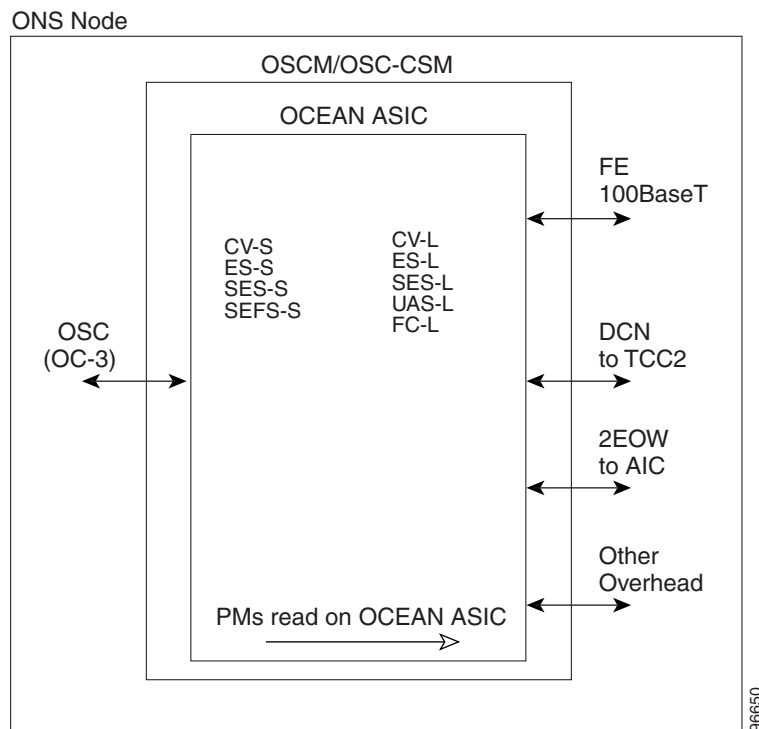 ONS Node
OSCM/OSC-CSM
OCEAN ASIC
FE
100BaseT
CV-S
ES-S
SES-S
SEFS-S
CV-L
ES-L
SES-L
UAS-L
FC-L
OSC
(OC-3)
DCN
to TCC2
2EOW
to AIC
Other
Overhead
PMs read on OCEAN ASIC
96650